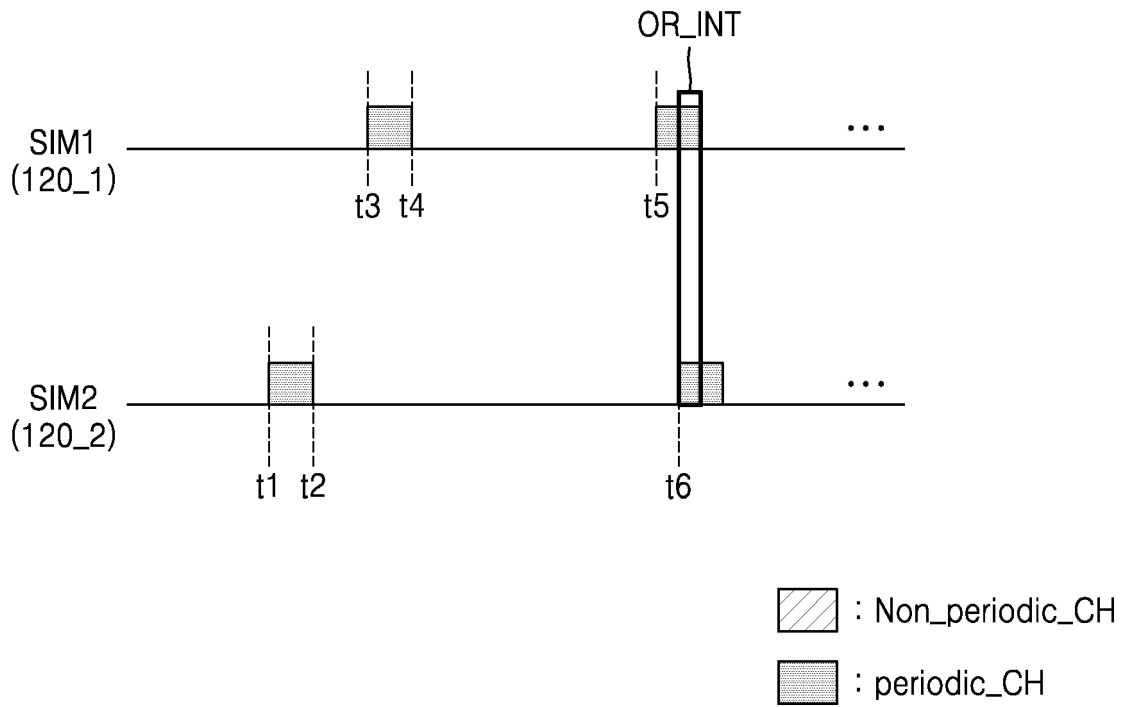 OR_INT
SIM1
(120_1)
...
t3 t4 t5
SIM2
(120_2)
...
t1 t2 t6
: Non_periodic_CH
: periodic_CH